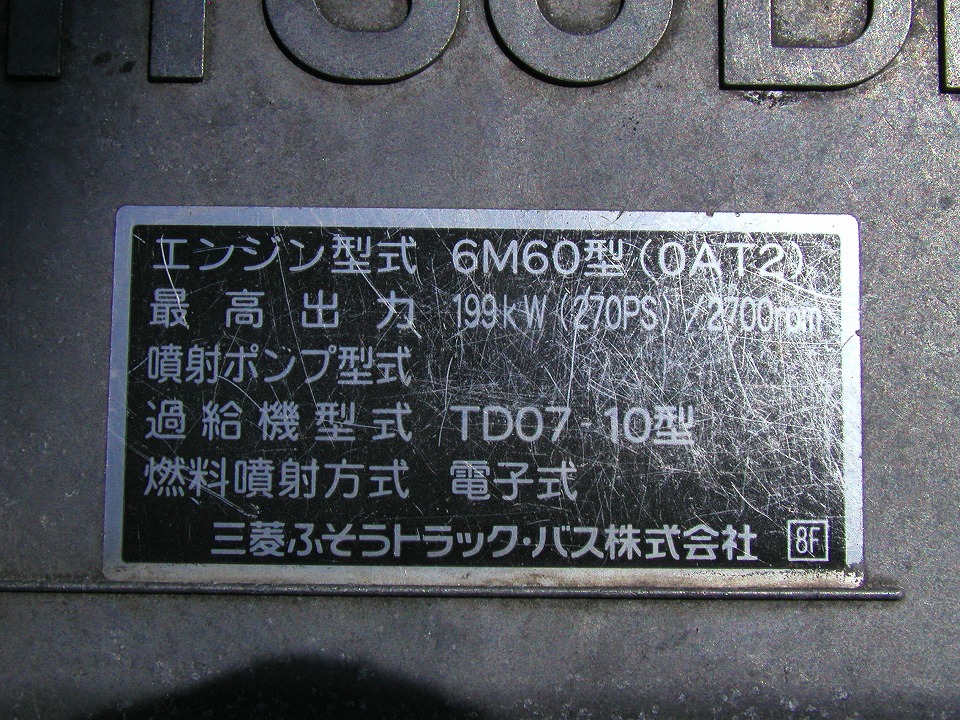 エンジン型式 6M60型(0AT2)
最高出力 199kW(270PS)/2700rpm
噴射ポンプ型式
過給機型式 TD07-10型
燃料噴射方式 電子式
三菱ふそうトラック・バス株式会社 8F